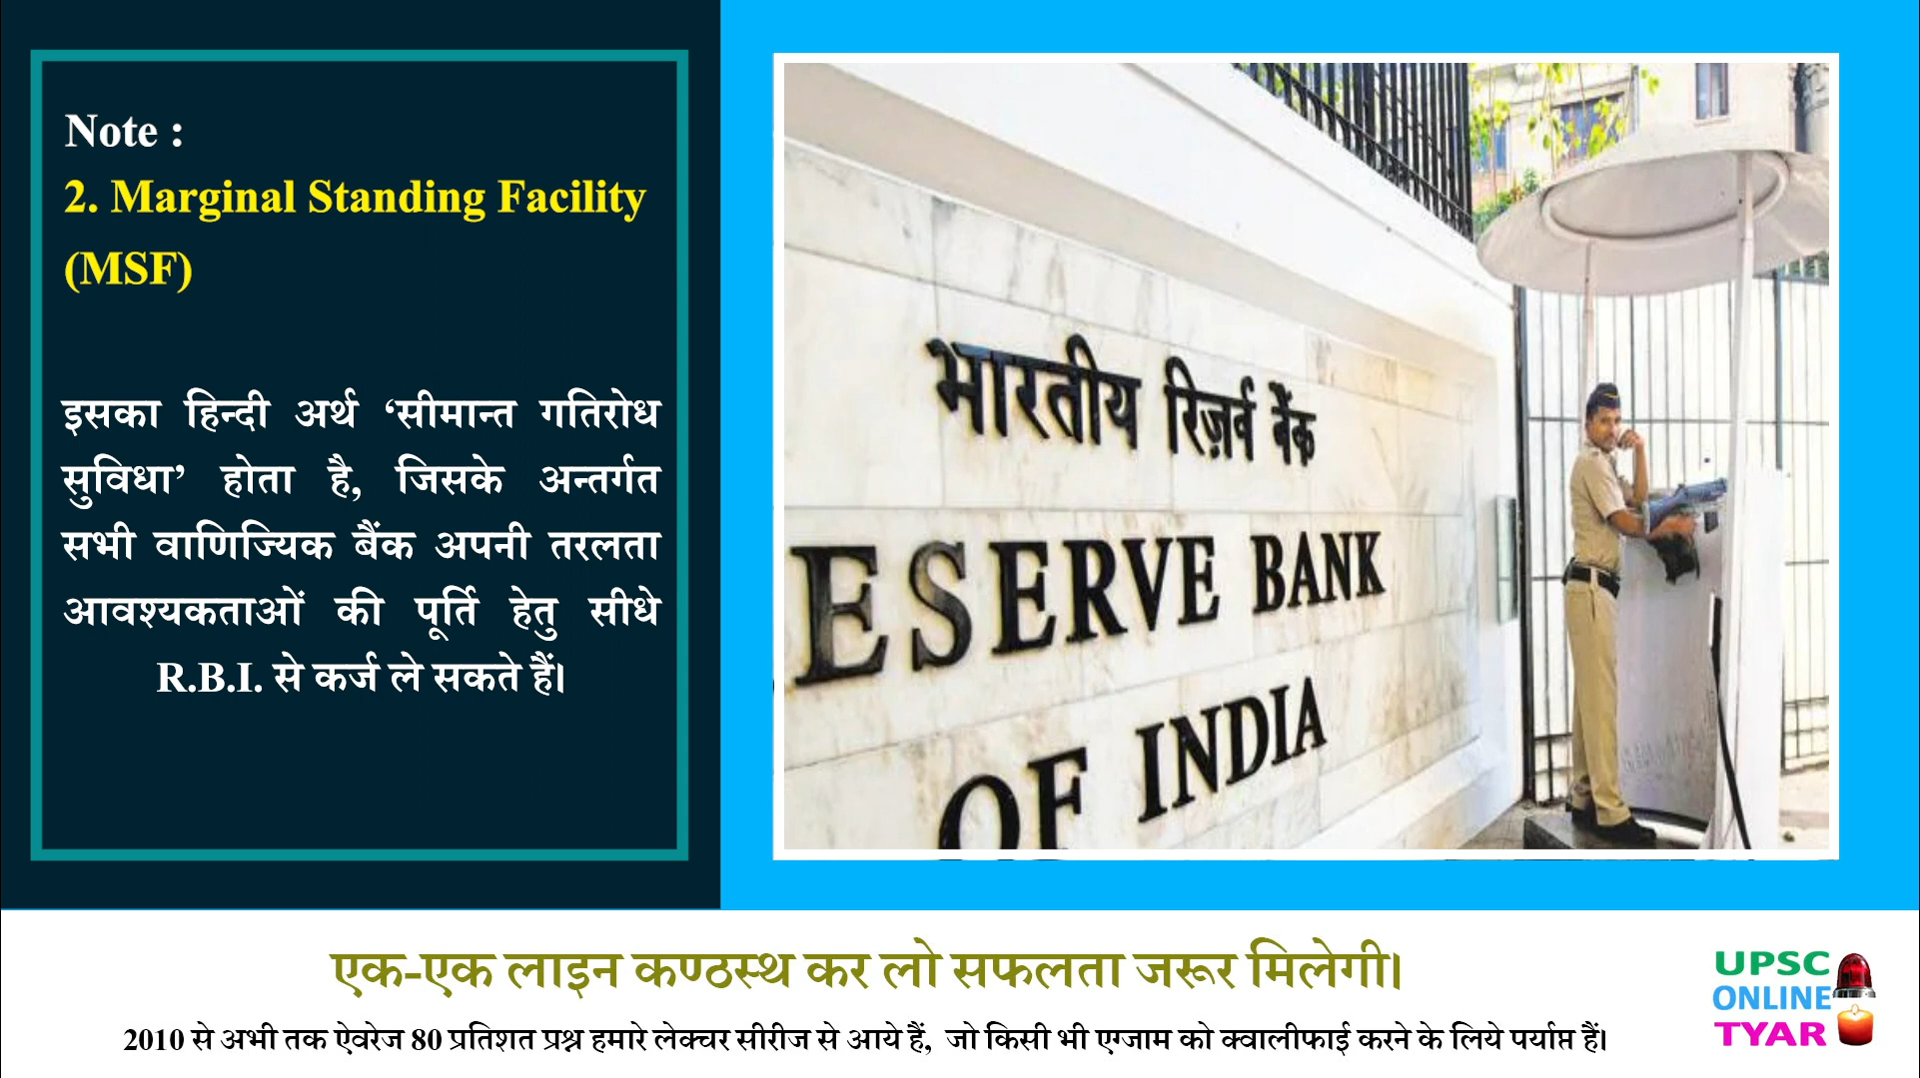 Note :
2. Marginal Standing Facility
(MSF)
इसका हिन्दी अर्थ ‘सीमान्त गतिरोध
सुविधा’ होता है, जिसके अन्तर्गत
सभी वाणिज्यिक बैंक अपनी तरलता
आवश्यकताओं की पूर्ति हेतु सीधे
R.B.I. से कर्ज ले सकते हैं।
भारतीय रिज़र्व बैंक
ESERVE BANK
OF INDIA
एक-एक लाइन कण्ठस्थ कर लो सफलता जरूर मिलेगी।
2010 से अभी तक ऐवरेज 80 प्रतिशत प्रश्न हमारे लेक्चर सीरीज से आये हैं, जो किसी भी एग्जाम को क्वालीफाई करने के लिये पर्याप्त हैं।
UPSC
ONLINE
TYAR